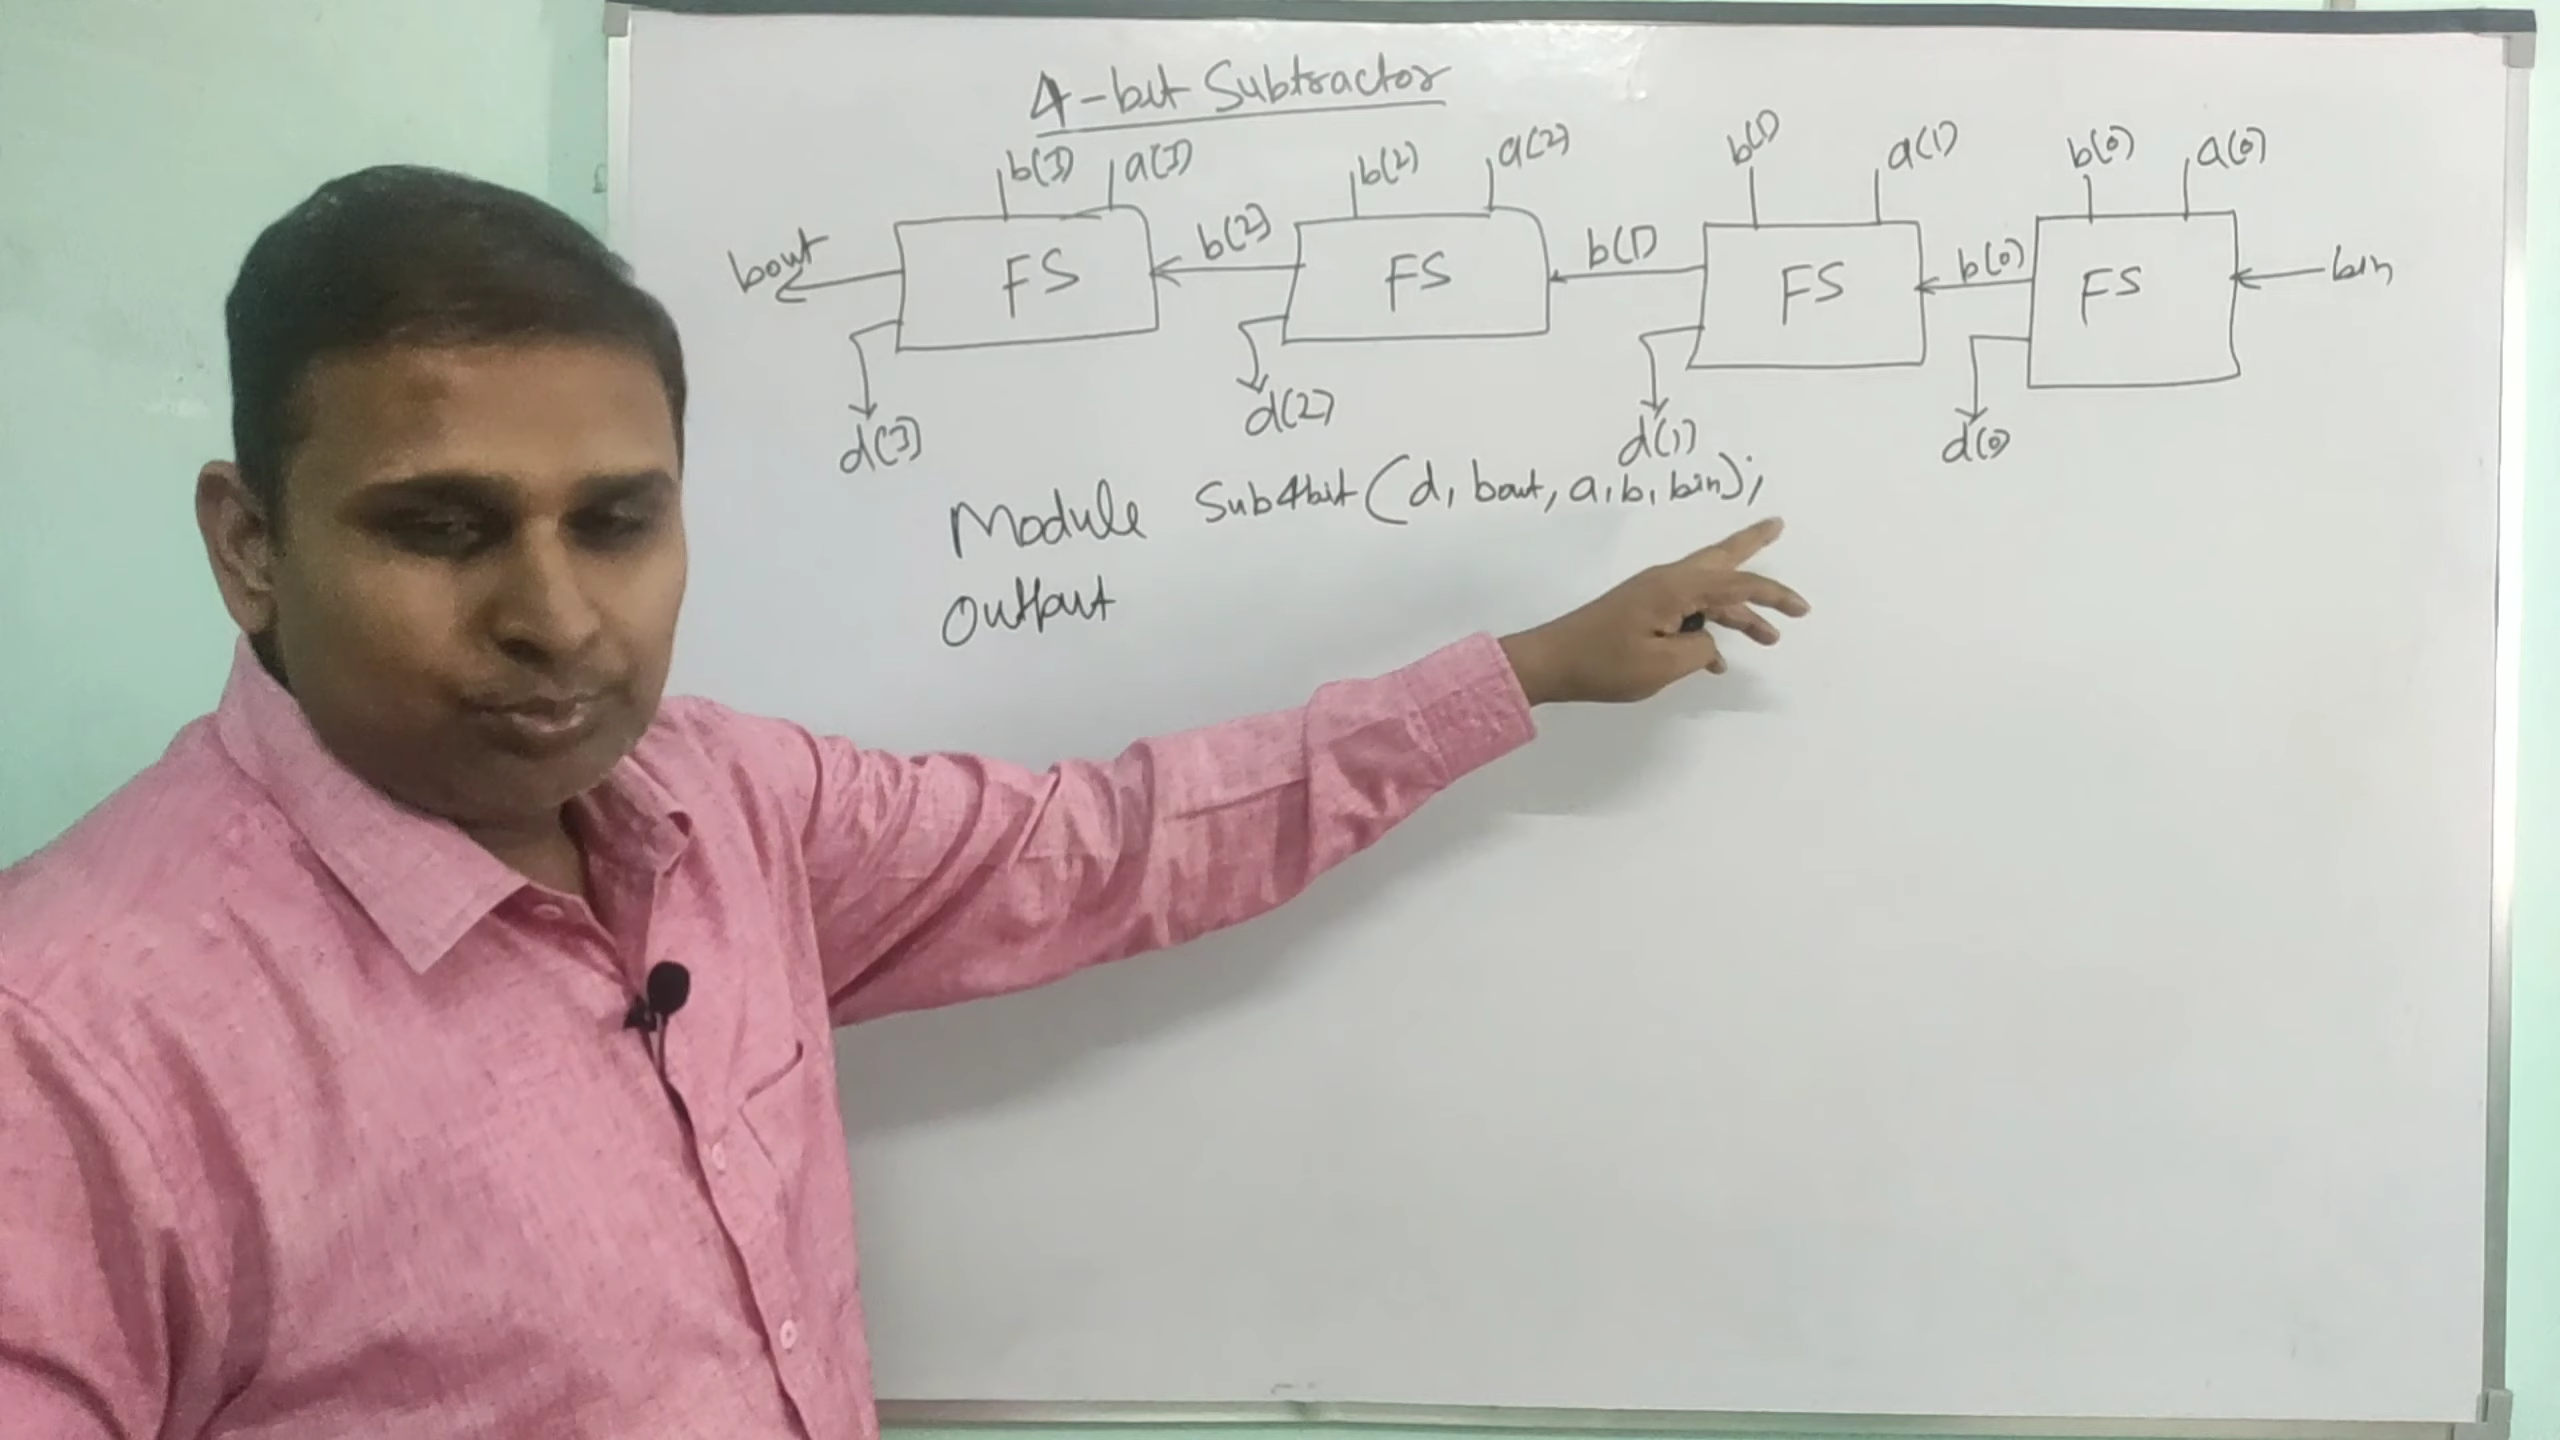 4-bit Subtractor
b(3) a(3) b(2) a(2) b(1) a(1) b(0) a(0)
bout FS b(2) FS b(1) FS b(0) FS bin
d(3) d(2) d(1) d(0)
Module Sub4bit (d, bout, a, b, bin);
Output